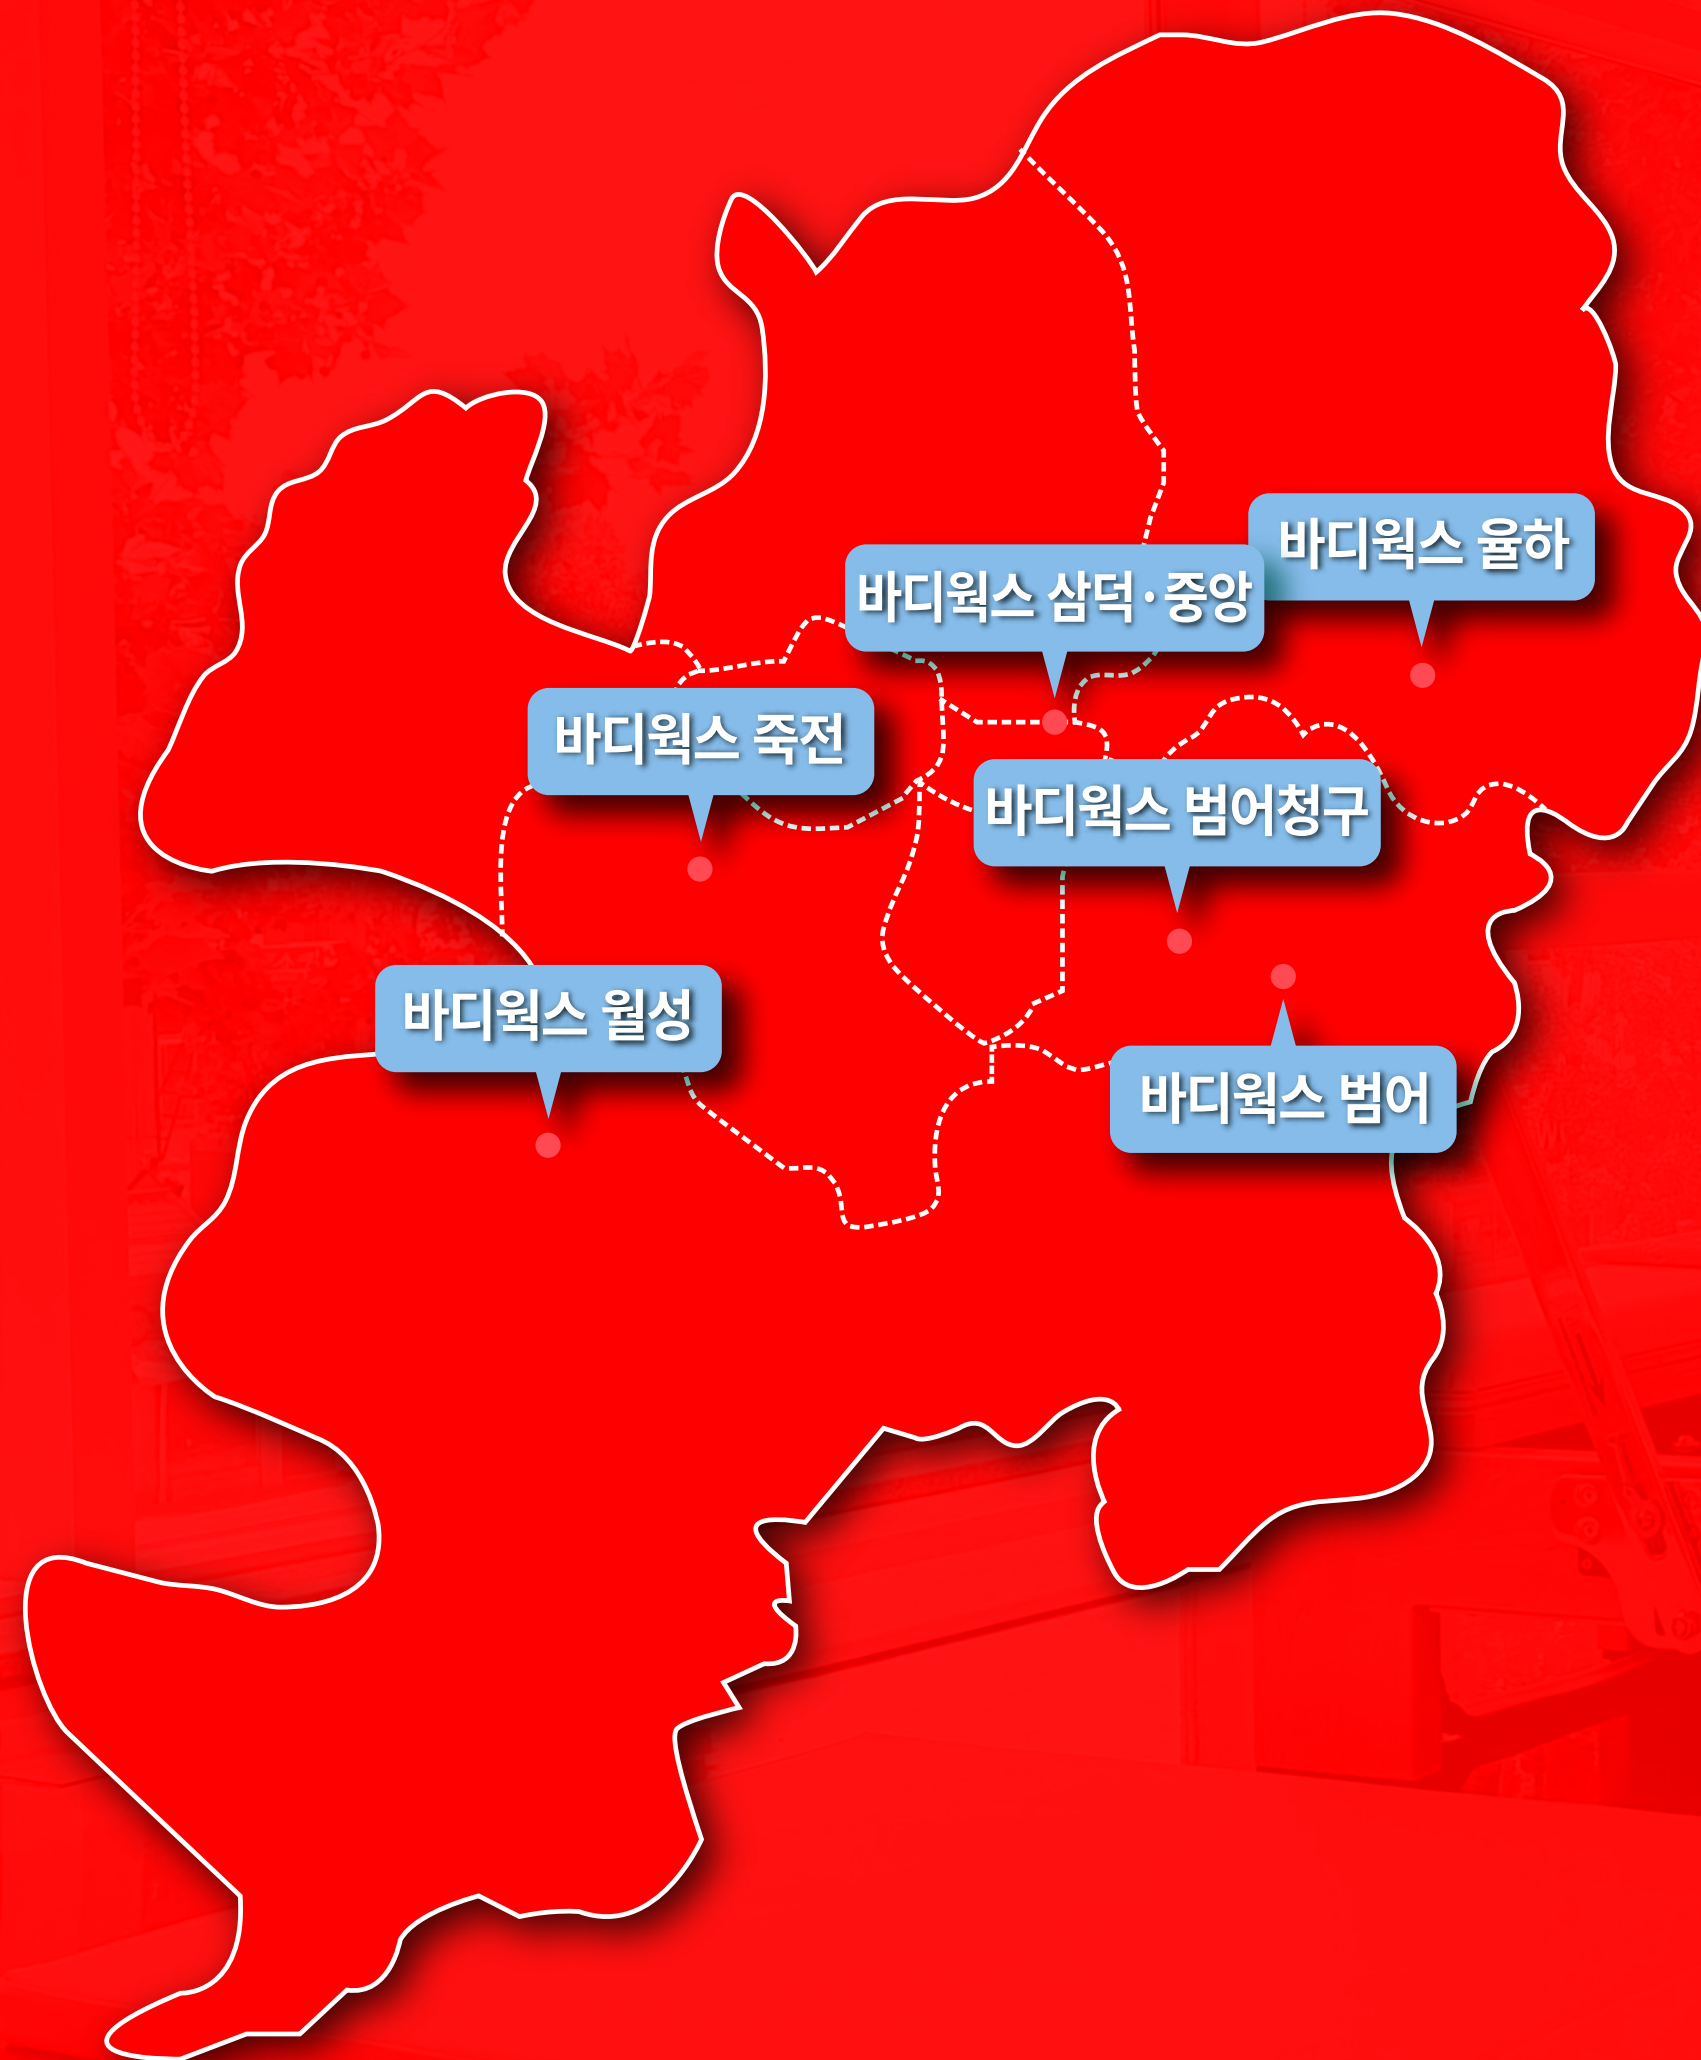 바디웍스 율하
바디웍스 삼덕·중앙
바디웍스 죽전
바디웍스 범어청구
바디웍스 월성
바디웍스 범어